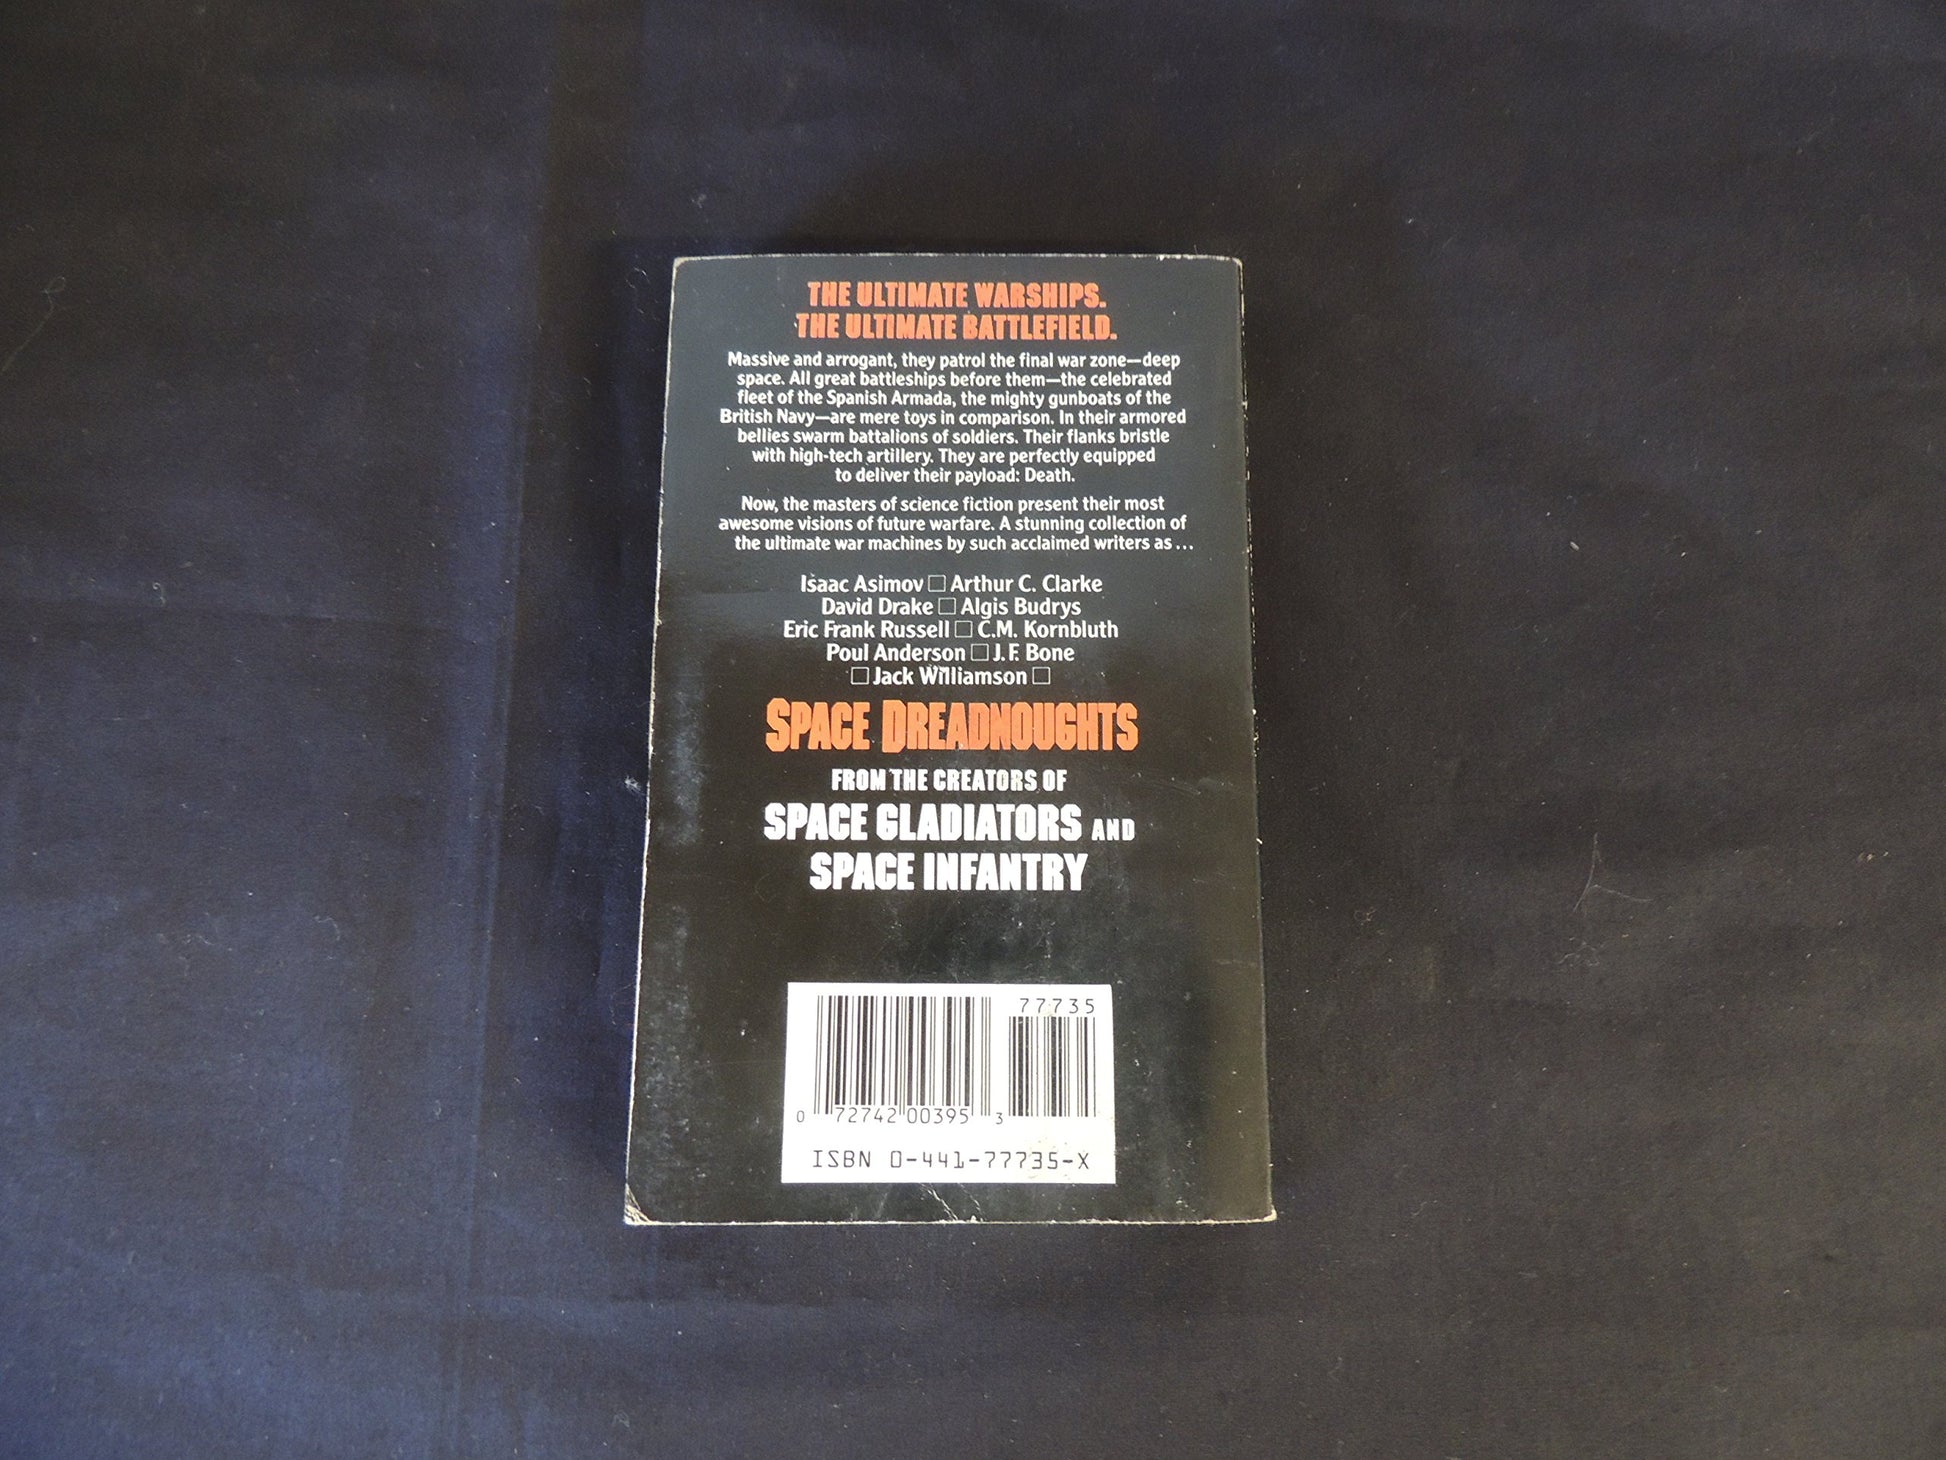 THE ULTIMATE WARSHIPS.
THE ULTIMATE BATTLEFIELD.
Massive and arrogant, they patrol the final war zone—deep
space. All great battleships before them—the celebrated
fleet of the Spanish Armada, the mighty gunboats of the
British Navy—are mere toys in comparison. In their armored
bellies swarm battalions of soldiers. Their flanks bristle
with high-tech artillery. They are perfectly equipped
to deliver their payload: Death.
Now, the masters of science fiction present their most
awesome visions of future warfare. A stunning collection of
the ultimate war machines by such acclaimed writers as...
Isaac Asimov □ Arthur C. Clarke
David Drake □ Algis Budrys
Eric Frank Russell □ C.M. Kornbluth
Poul Anderson □ J.F. Bone
□ Jack Williamson □
SPACE DREADNOUGHTS
FROM THE CREATORS OF
SPACE GLADIATORS AND
SPACE INFANTRY
77735
0 72742 00395 3
ISBN 0-441-77735-X